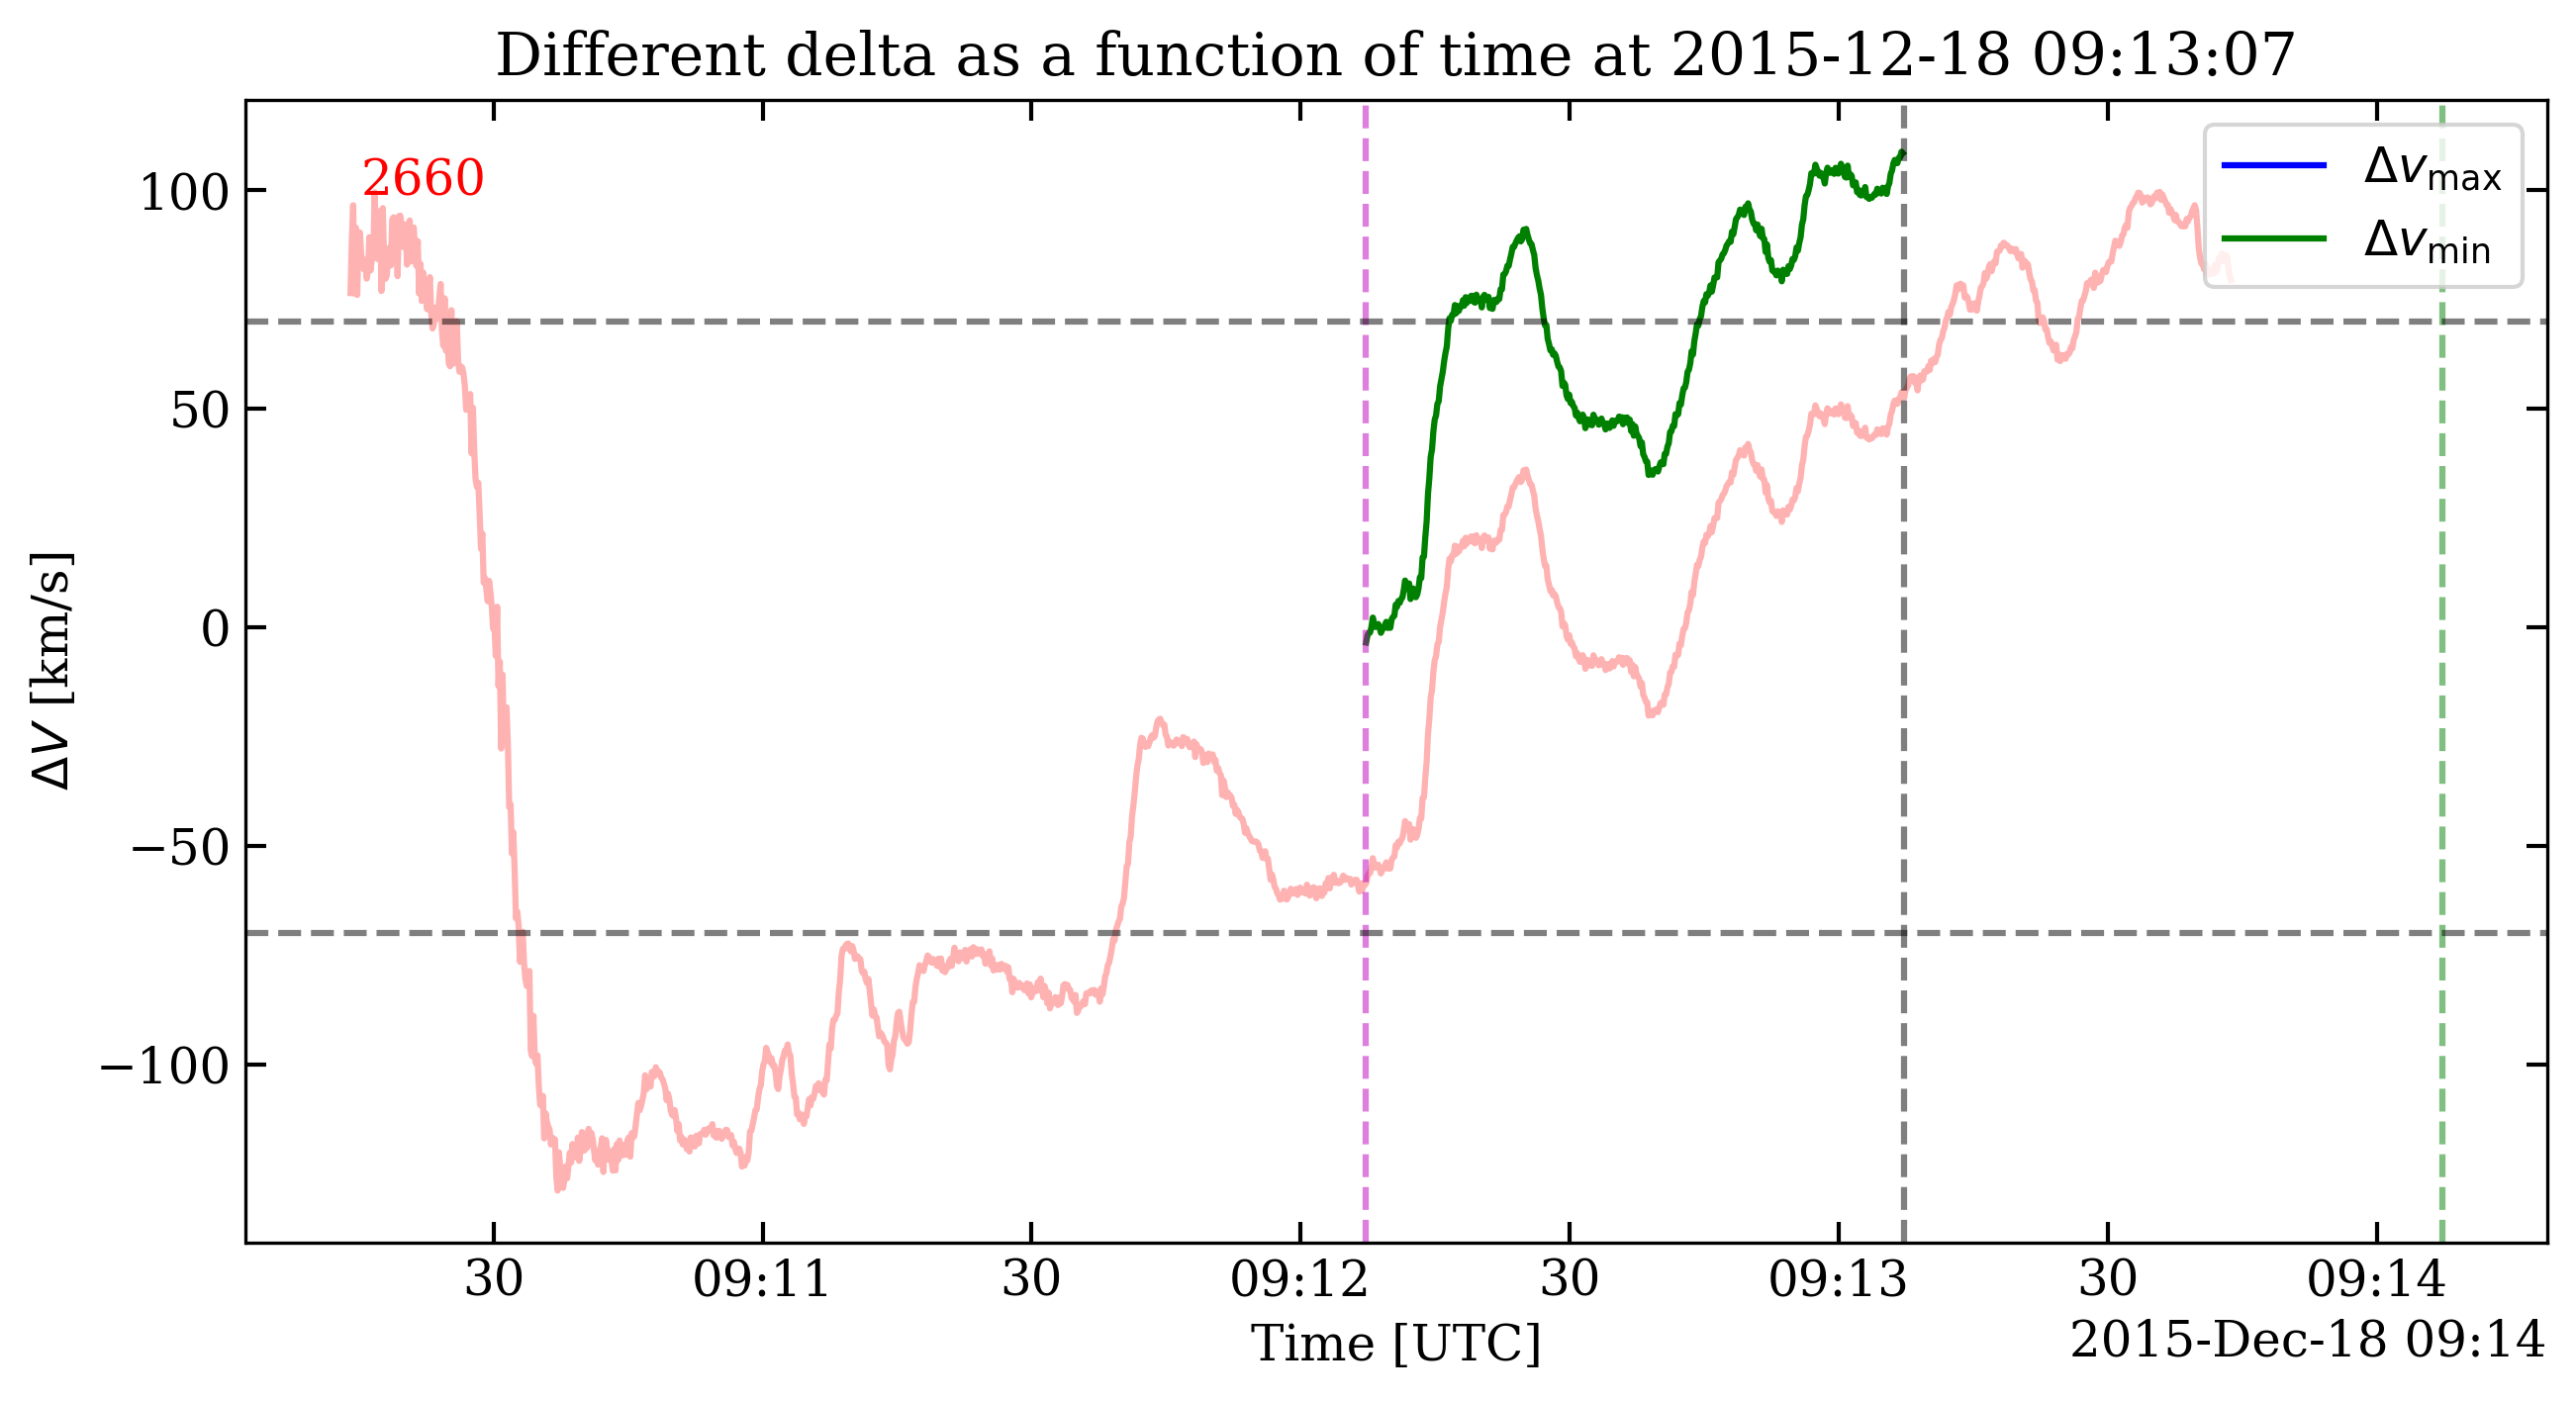 Different delta as a function of time at 2015-12-18 09:13:07
2660
Δv_max
Δv_min
100
50
0
−50
−100
ΔV [km/s]
30 09:11 30 09:12 30 09:13 30 09:14
Time [UTC]
2015-Dec-18 09:14